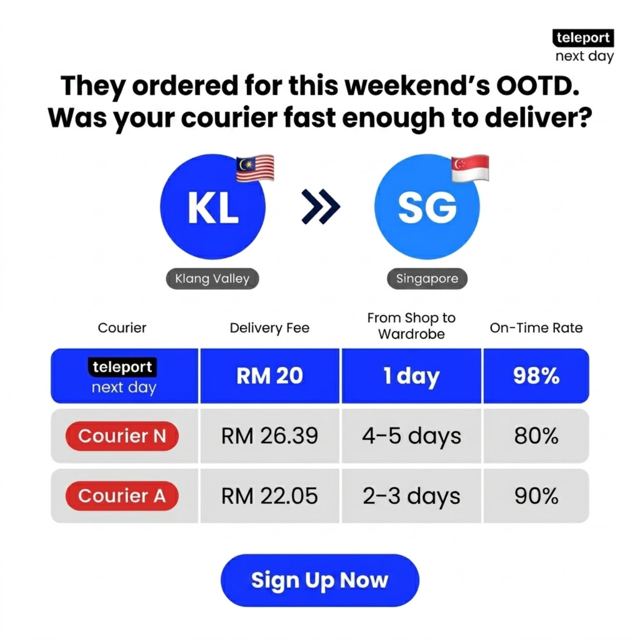 teleport
next day
They ordered for this weekend's OOTD.
Was your courier fast enough to deliver?
KL
SG
Klang Valley
Singapore
Courier
Delivery Fee
From Shop to
Wardrobe
On-Time Rate
teleport
next day
RM 20
1 day
98%
Courier N
RM 26.39
4–5 days
80%
Courier A
RM 22.05
2–3 days
90%
Sign Up Now